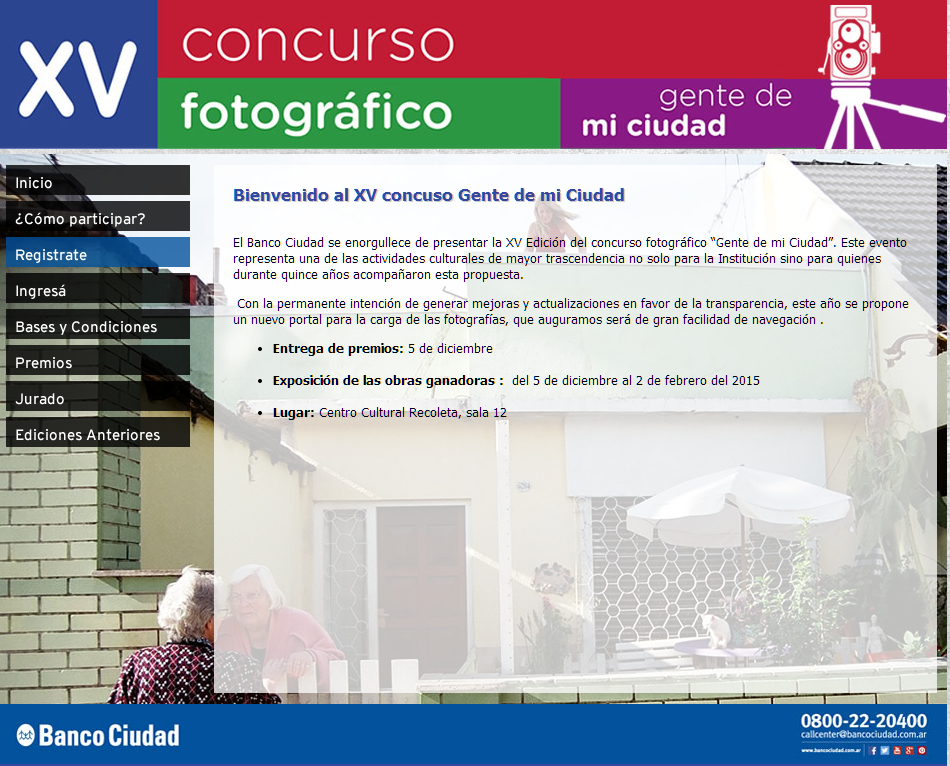 XV
concurso
fotográfico
gente de
mi ciudad
Inicio
¿Cómo participar?
Registrate
Ingresá
Bases y Condiciones
Premios
Jurado
Ediciones Anteriores
Bienvenido al XV concuso Gente de mi Ciudad
El Banco Ciudad se enorgullece de presentar la XV Edición del concurso fotográfico “Gente de mi Ciudad”. Este evento
representa una de las actividades culturales de mayor trascendencia no solo para la Institución sino para quienes
durante quince años acompañaron esta propuesta.
Con la permanente intención de generar mejoras y actualizaciones en favor de la transparencia, este año se propone
un nuevo portal para la carga de las fotografías, que auguramos será de gran facilidad de navegación .
• Entrega de premios: 5 de diciembre
• Exposición de las obras ganadoras : del 5 de diciembre al 2 de febrero del 2015
• Lugar: Centro Cultural Recoleta, sala 12
Banco Ciudad
0800-22-20400
callcenter@bancociudad.com.ar
www.bancociudad.com.ar